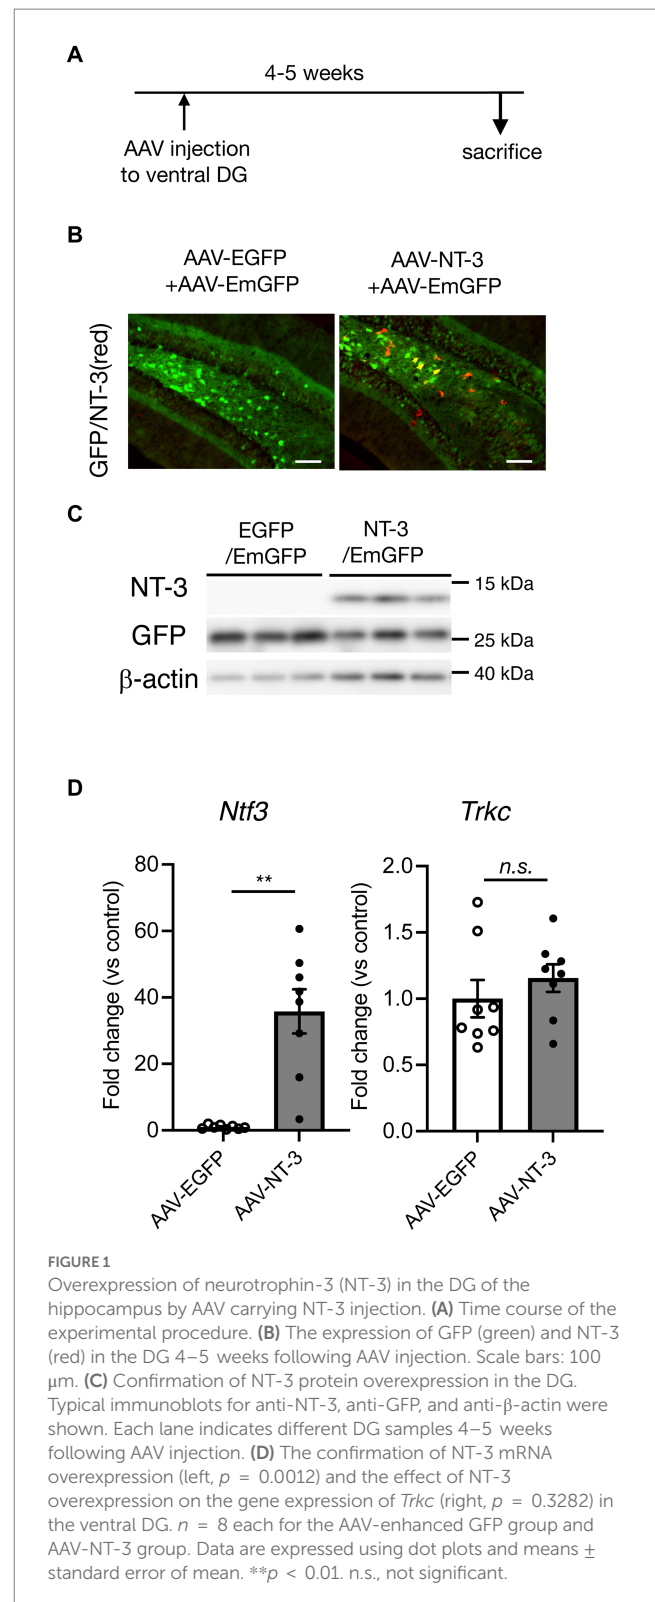 A
4-5 weeks
AAV injection
to ventral DG
sacrifice
B
AAV-EGFP
+AAV-EmGFP
AAV-NT-3
+AAV-EmGFP
GFP/NT-3(red)
C
EGFP
/EmGFP
NT-3
/EmGFP
NT-3
15 kDa
GFP
25 kDa
β-actin
40 kDa
D
Ntf3
Fold change (vs control)
80
60
40
20
0
**
AAV-EGFP
AAV-NT-3
Trkc
Fold change (vs control)
2.0
1.5
1.0
0.5
0.0
n.s.
AAV-EGFP
AAV-NT-3
FIGURE 1
Overexpression of neurotrophin-3 (NT-3) in the DG of the
hippocampus by AAV carrying NT-3 injection. (A) Time course of the
experimental procedure. (B) The expression of GFP (green) and NT-3
(red) in the DG 4–5 weeks following AAV injection. Scale bars: 100
μm. (C) Confirmation of NT-3 protein overexpression in the DG.
Typical immunoblots for anti-NT-3, anti-GFP, and anti-β-actin were
shown. Each lane indicates different DG samples 4–5 weeks
following AAV injection. (D) The confirmation of NT-3 mRNA
overexpression (left, p = 0.0012) and the effect of NT-3
overexpression on the gene expression of Trkc (right, p = 0.3282) in
the ventral DG. n = 8 each for the AAV-enhanced GFP group and
AAV-NT-3 group. Data are expressed using dot plots and means ±
standard error of mean. **p < 0.01. n.s., not significant.